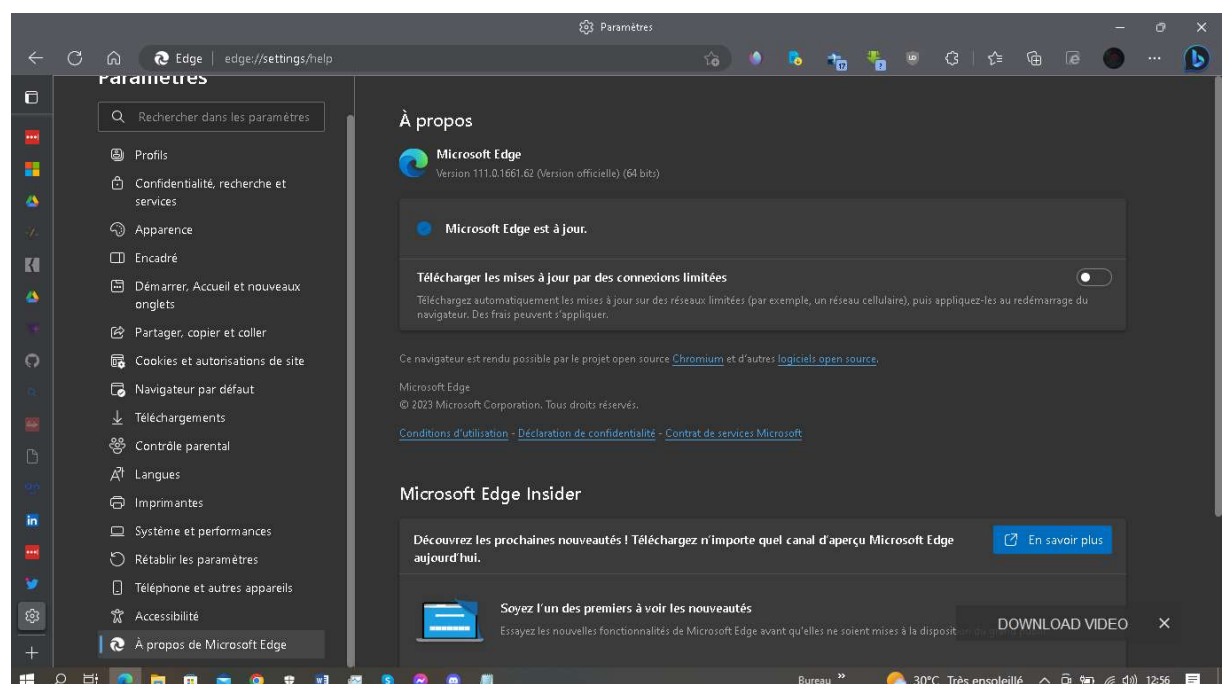 Paramètres
Edge | edge://settings/help
17
Paramètres
Rechercher dans les paramètres
Profils
Confidentialité, recherche et
services
Apparence
Encadré
Démarrer, Accueil et nouveaux
onglets
Partager, copier et coller
Cookies et autorisations de site
Navigateur par défaut
Téléchargements
Contrôle parental
Langues
Imprimantes
Système et performances
Rétablir les paramètres
Téléphone et autres appareils
Accessibilité
À propos de Microsoft Edge
À propos
Microsoft Edge
Version 111.0.1661.62 (Version officielle) (64 bits)
Microsoft Edge est à jour.
Télécharger les mises à jour par des connexions limitées
Téléchargez automatiquement les mises à jour sur des réseaux limités (par exemple, un réseau cellulaire), puis appliquez-les au redémarrage du
navigateur. Des frais peuvent s'appliquer.
Ce navigateur est rendu possible par le projet open source Chromium et d'autres logiciels open source.
Microsoft Edge
© 2023 Microsoft Corporation. Tous droits réservés.
Conditions d'utilisation - Déclaration de confidentialité - Contrat de services Microsoft
Microsoft Edge Insider
Découvrez les prochaines nouveautés ! Téléchargez n'importe quel canal d'aperçu Microsoft Edge
aujourd'hui.
En savoir plus
Soyez l'un des premiers à voir les nouveautés
Essayez les nouvelles fonctionnalités de Microsoft Edge avant qu'elles ne soient mises à la
DOWNLOAD VIDEO
Bureau
30°C Très ensoleillé
12:56